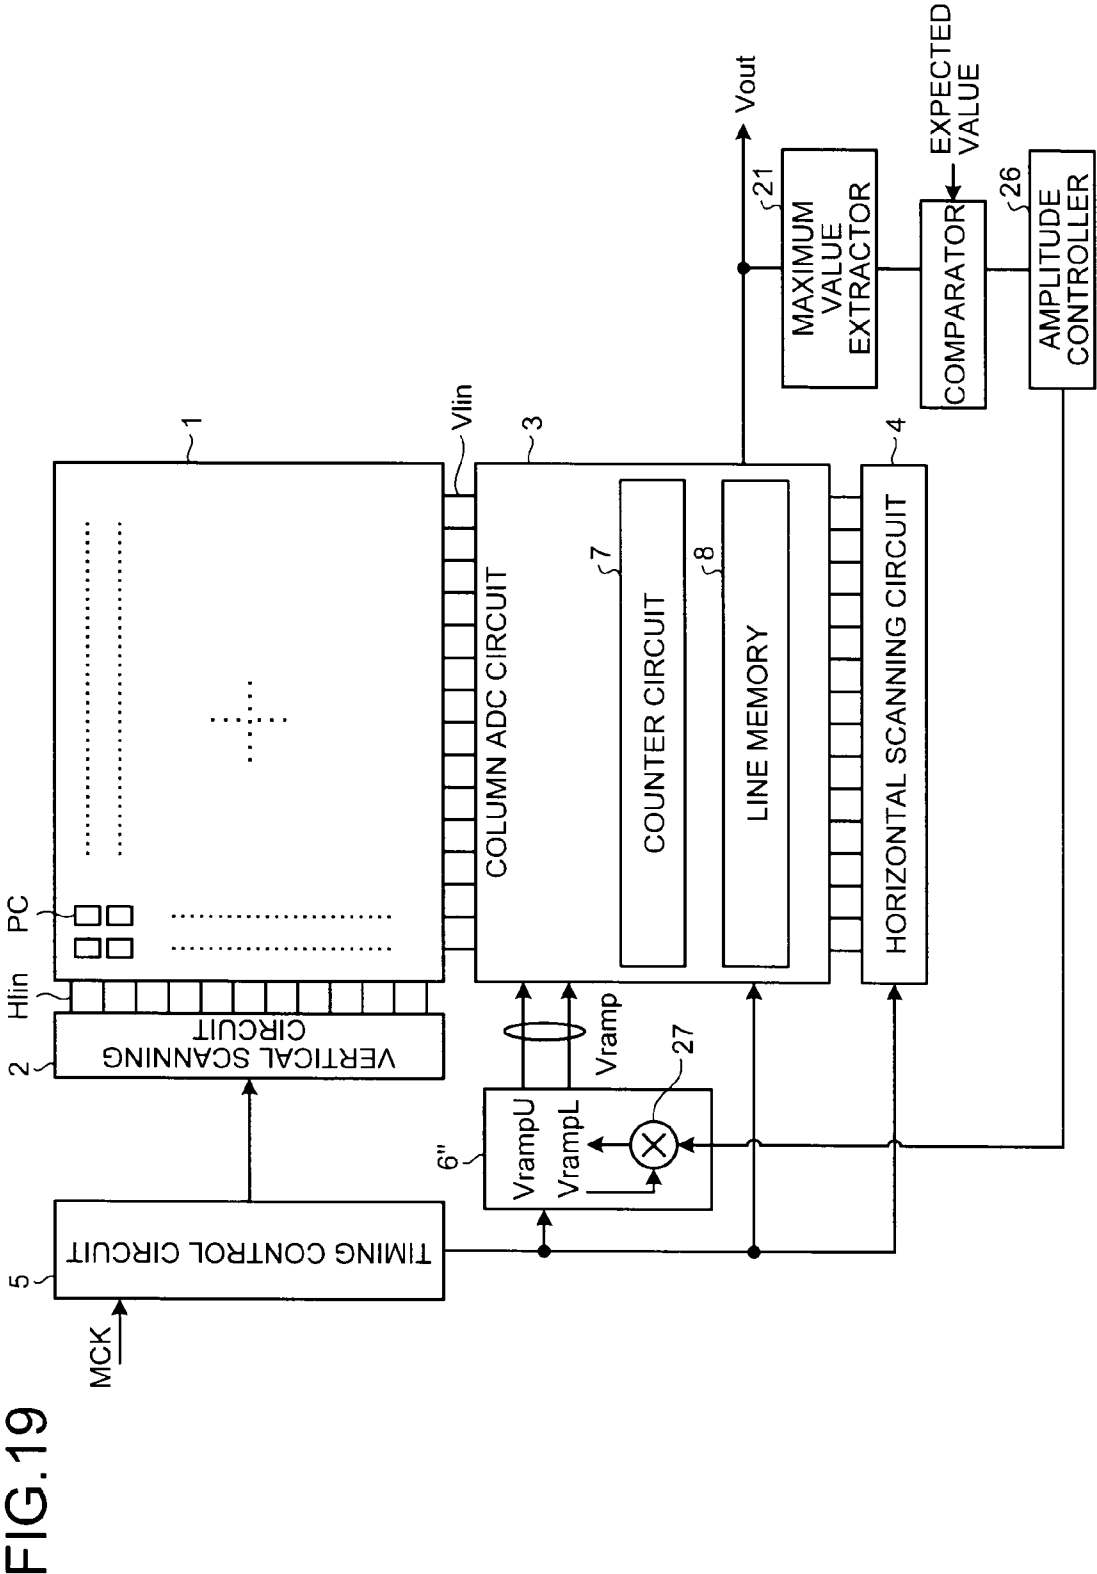 FIG.19
MCK
5
TIMING CONTROL CIRCUIT
2
VERTICAL SCANNING
CIRCUIT
Hlin
PC
1
Vlin
6"
VrampU
VrampL
27
Vramp
3
COLUMN ADC CIRCUIT
7
COUNTER CIRCUIT
8
LINE MEMORY
4
HORIZONTAL SCANNING CIRCUIT
Vout
21
MAXIMUM
VALUE
EXTRACTOR
EXPECTED
VALUE
COMPARATOR
26
AMPLITUDE
CONTROLLER